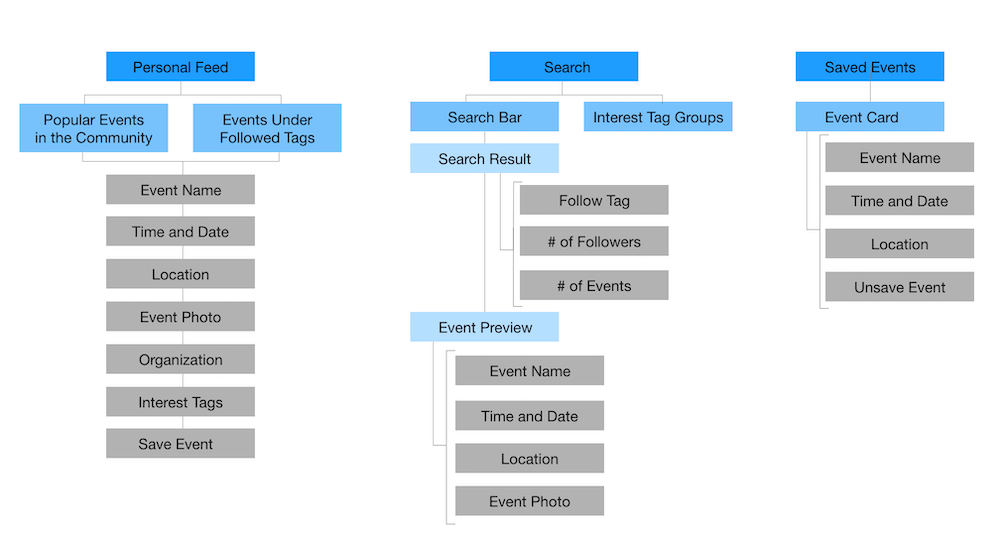 Personal Feed
Popular Events
in the Community
Events Under
Followed Tags
Event Name
Time and Date
Location
Event Photo
Organization
Interest Tags
Save Event
Search
Search Bar
Interest Tag Groups
Search Result
Follow Tag
# of Followers
# of Events
Event Preview
Event Name
Time and Date
Location
Event Photo
Saved Events
Event Card
Event Name
Time and Date
Location
Unsave Event